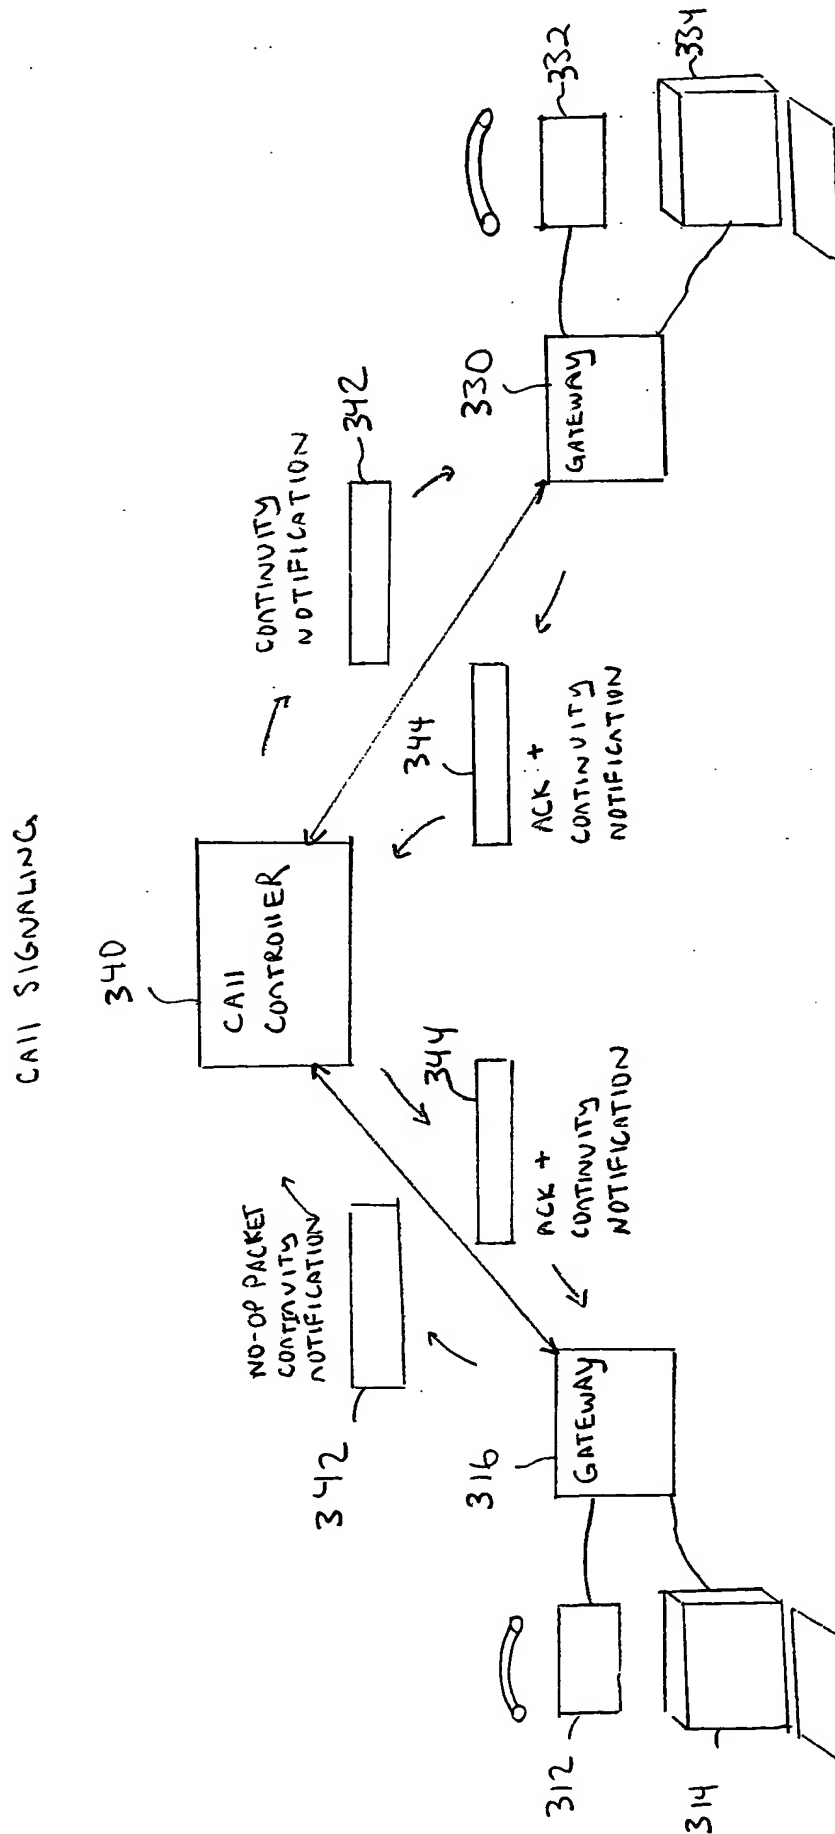 CALL SIGNALING
340
CALL
CONTROLLER
NO-OP PACKET
CONTINUITY
NOTIFICATION
342
CONTINUITY
NOTIFICATION
342
344
ACK +
CONTINUITY
NOTIFICATION
344
ACK +
CONTINUITY
NOTIFICATION
316
GATEWAY
330
GATEWAY
312
314
332
334